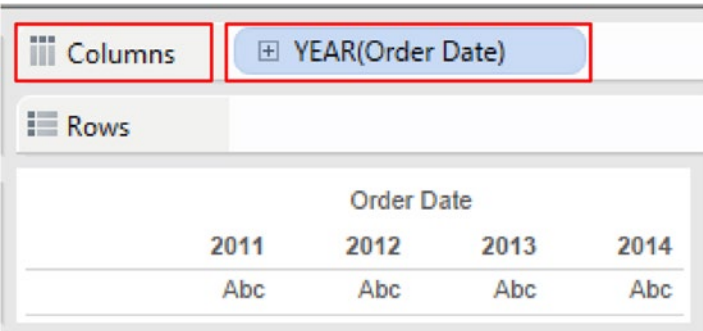 Columns YEAR(Order Date)
Rows
Order Date
2011 2012 2013 2014
Abc Abc Abc Abc